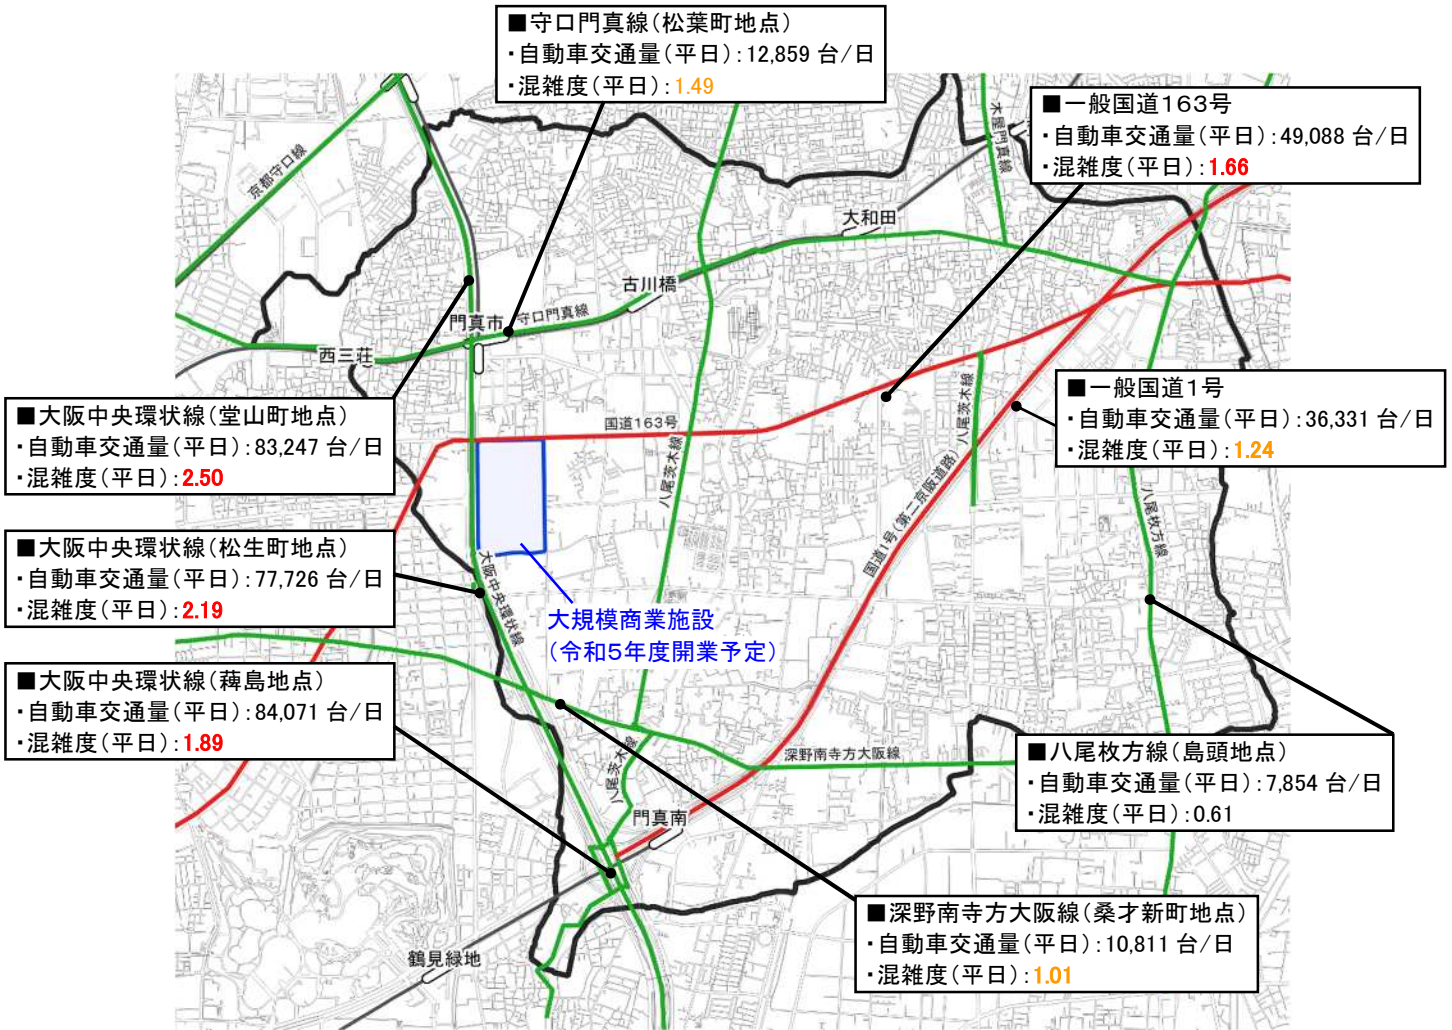 ■守口門真線(松葉町地点)
・自動車交通量(平日):12,859 台/日
・混雑度(平日):1.49
■一般国道163号
・自動車交通量(平日):49,088 台/日
・混雑度(平日):1.66
木屋門真線
京都守口線
大和田
古川橋
守口門真線
門真市
西三荘
■一般国道1号
・自動車交通量(平日):36,331 台/日
・混雑度(平日):1.24
■大阪中央環状線(堂山町地点)
・自動車交通量(平日):83,247 台/日
・混雑度(平日):2.50
国道163号
八尾茨木線
八尾茨木線
国道1号(第二京阪道路)
八尾枚方線
■大阪中央環状線(松生町地点)
・自動車交通量(平日):77,726 台/日
・混雑度(平日):2.19
大阪中央環状線
大規模商業施設
(令和5年度開業予定)
■大阪中央環状線(薭島地点)
・自動車交通量(平日):84,071 台/日
・混雑度(平日):1.89
八尾茨木線
深野南寺方大阪線
■八尾枚方線(島頭地点)
・自動車交通量(平日):7,854 台/日
・混雑度(平日):0.61
門真南
■深野南寺方大阪線(桑才新町地点)
・自動車交通量(平日):10,811 台/日
・混雑度(平日):1.01
鶴見緑地